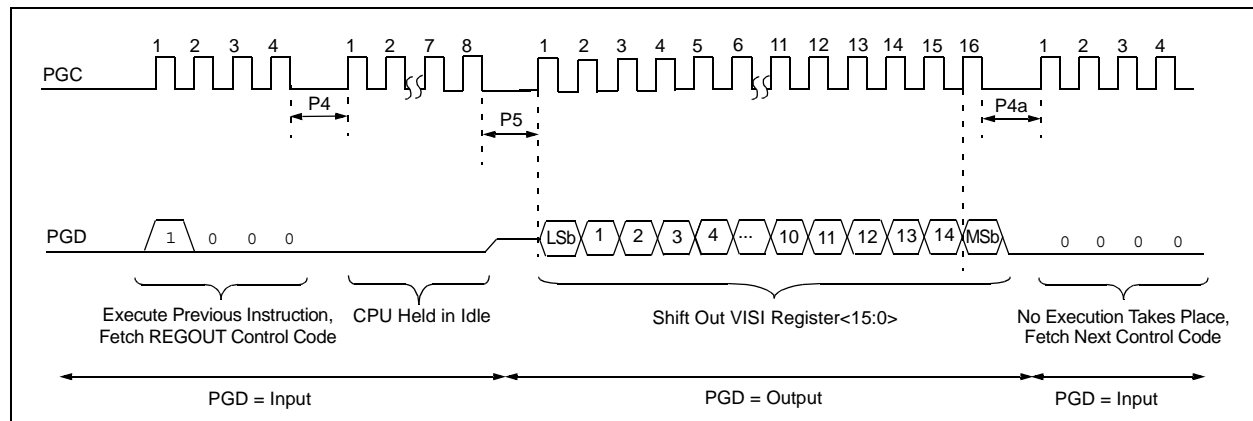 1 2 3 4 1 2 7 8 1 2 3 4 5 6 11 12 13 14 15 16 1 2 3 4
PGC
P4 P5 P4a
PGD
1 0 0 0 LSb 1 2 3 4 ... 10 11 12 13 14 MSb 0 0 0 0
Execute Previous Instruction,
Fetch REGOUT Control Code
CPU Held in Idle
Shift Out VISI Register<15:0>
No Execution Takes Place,
Fetch Next Control Code
PGD = Input PGD = Output PGD = Input